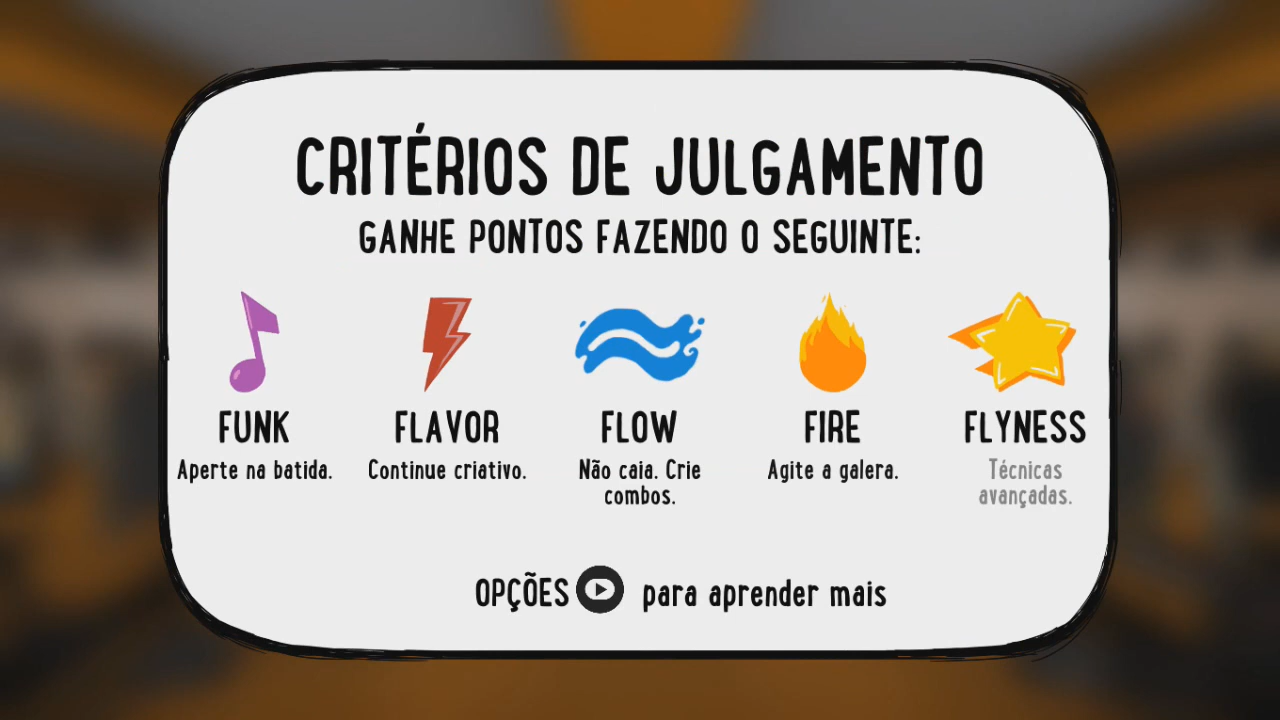 CRITÉRIOS DE JULGAMENTO
GANHE PONTOS FAZENDO O SEGUINTE:
FUNK
Aperte na batida.
FLAVOR
Continue criativo.
FLOW
Não caia. Crie
combos.
FIRE
Agite a galera.
FLYNESS
Técnicas
avançadas.
OPÇÕES para aprender mais